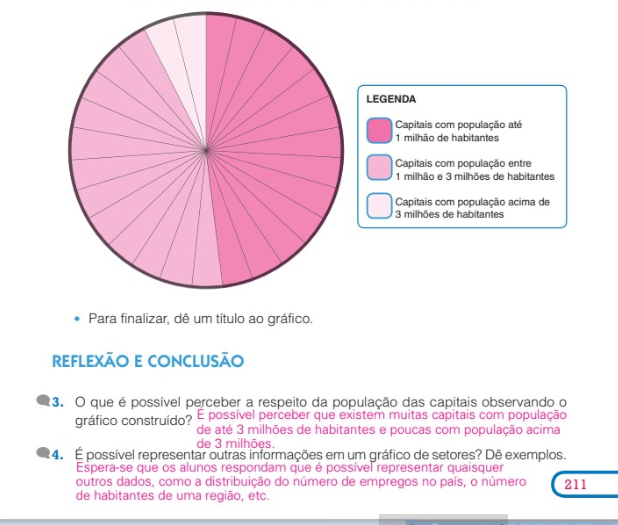 LEGENDA
Capitais com população até
1 milhão de habitantes
Capitais com população entre
1 milhão e 3 milhões de habitantes
Capitais com população acima de
3 milhões de habitantes
• Para finalizar, dê um título ao gráfico.
REFLEXÃO E CONCLUSÃO
3. O que é possível perceber a respeito da população das capitais observando o
gráfico construído? É possível perceber que existem muitas capitais com população
de até 3 milhões de habitantes e poucas com população acima
de 3 milhões.
4. É possível representar outras informações em um gráfico de setores? Dê exemplos.
Espera-se que os alunos respondam que é possível representar quaisquer
outros dados, como a distribuição do número de empregos no país, o número
de habitantes de uma região, etc.
211